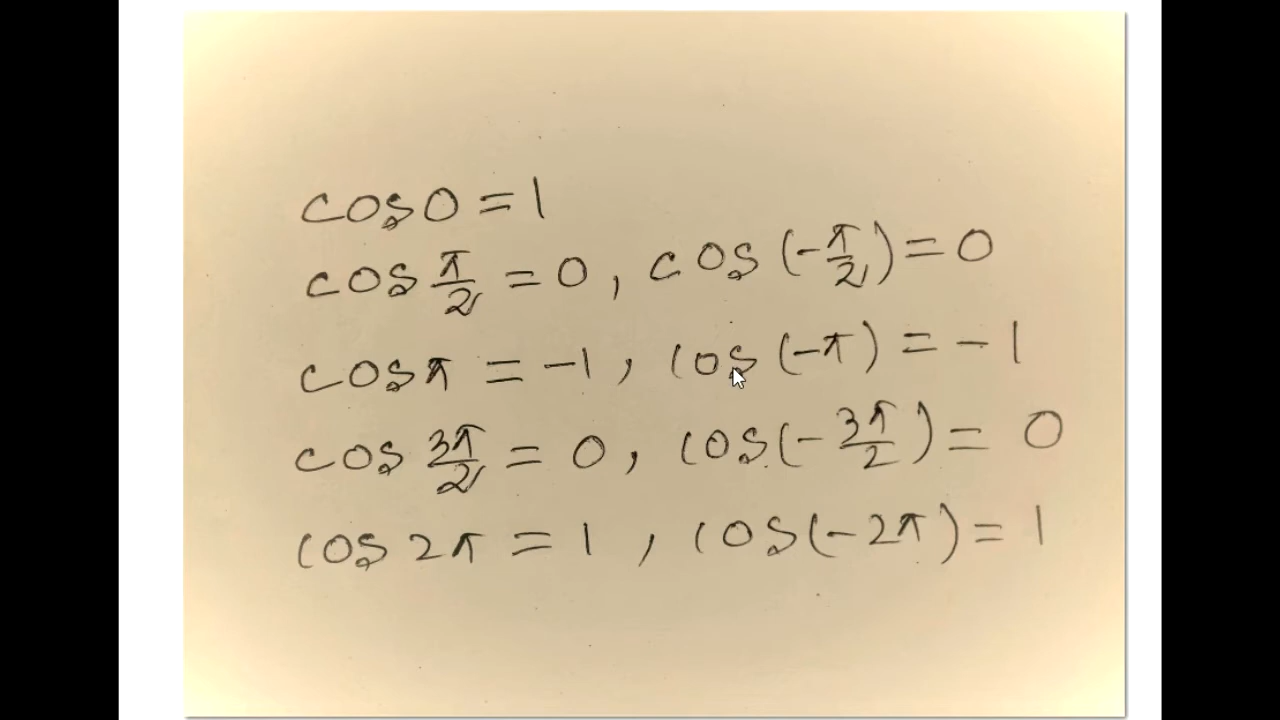 cos 0 = 1
cos π/2 = 0, cos(-π/2) = 0
cos π = -1, cos(-π) = -1
cos 3π/2 = 0, cos(-3π/2) = 0
cos 2π = 1, cos(-2π) = 1